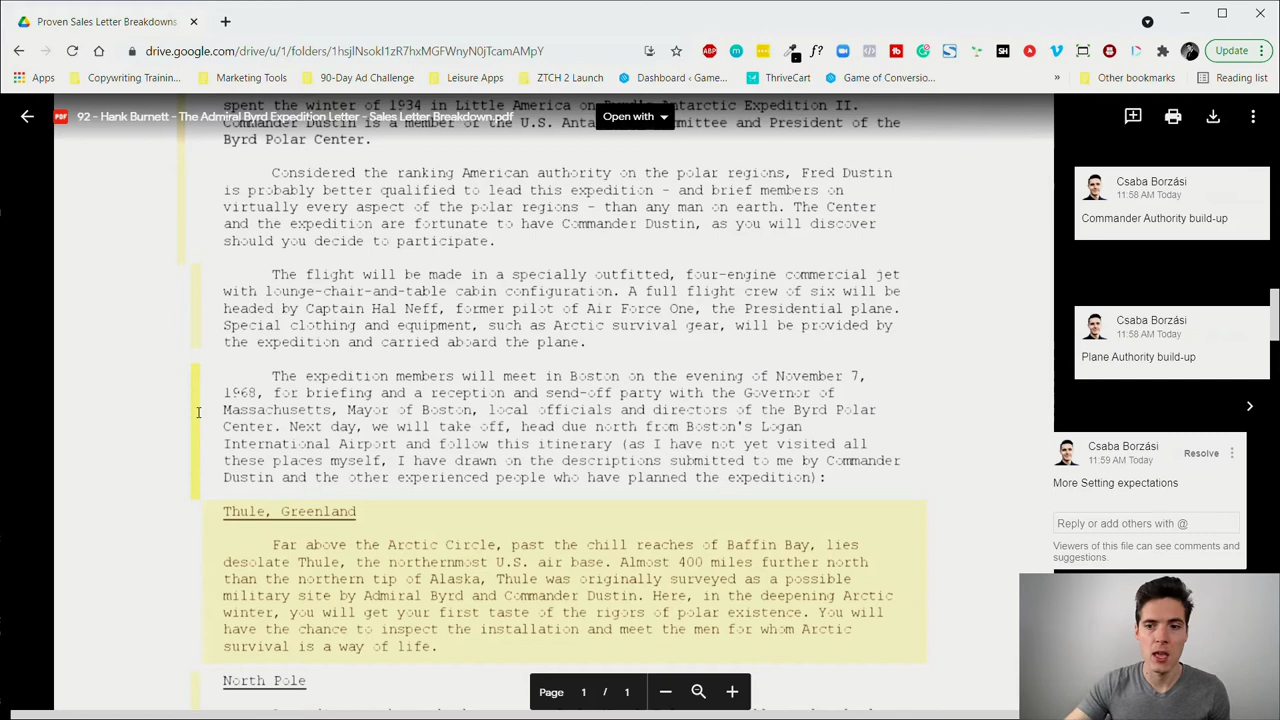 Proven Sales Letter Breakdowns
drive.google.com/drive/u/1/folders/1hsjlNsokI1zR7hxMGFWnyN0jTcamAMpY
Update
Apps
Copywriting Trainin...
Marketing Tools
90-Day Ad Challenge
Leisure Apps
ZTCH 2 Launch
Dashboard ‹ Game...
ThriveCart
Game of Conversio...
»
Other bookmarks
Reading list
92 - Hank Burnett - The Admiral Byrd Expedition Letter - Sales Letter Breakdown.pdf
Open with
spent the winter of 1934 in Little America on Byrd's Antarctic Expedition II.
Commander Dustin is a member of the U.S. Committee and President of the
Byrd Polar Center.
Considered the ranking American authority on the polar regions, Fred Dustin
is probably better qualified to lead this expedition - and brief members on
virtually every aspect of the polar regions - than any man on earth. The Center
and the expedition are fortunate to have Commander Dustin, as you will discover
should you decide to participate.
The flight will be made in a specially outfitted, four-engine commercial jet
with lounge-chair-and-table cabin configuration. A full flight crew of six will be
headed by Captain Hal Neff, former pilot of Air Force One, the Presidential plane.
Special clothing and equipment, such as Arctic survival gear, will be provided by
the expedition and carried aboard the plane.
The expedition members will meet in Boston on the evening of November 7,
1968, for briefing and a reception and send-off party with the Governor of
Massachusetts, Mayor of Boston, local officials and directors of the Byrd Polar
Center. Next day, we will take off, head due north from Boston's Logan
International Airport and follow this itinerary (as I have not yet visited all
these places myself, I have drawn on the descriptions submitted to me by Commander
Dustin and the other experienced people who have planned the expedition):
Thule, Greenland
Far above the Arctic Circle, past the chill reaches of Baffin Bay, lies
desolate Thule, the northernmost U.S. air base. Almost 400 miles further north
than the northern tip of Alaska, Thule was originally surveyed as a possible
military site by Admiral Byrd and Commander Dustin. Here, in the deepening Arctic
winter, you will get your first taste of the rigors of polar existence. You will
have the chance to inspect the installation and meet the men for whom Arctic
survival is a way of life.
North Pole
Page 1 / 1
Csaba Borzási
11:58 AM Today
Commander Authority build-up
Csaba Borzási
11:58 AM Today
Plane Authority build-up
Csaba Borzási
11:59 AM Today
Resolve
More Setting expectations
Reply or add others with @
Viewers of this file can see comments and
suggestions.